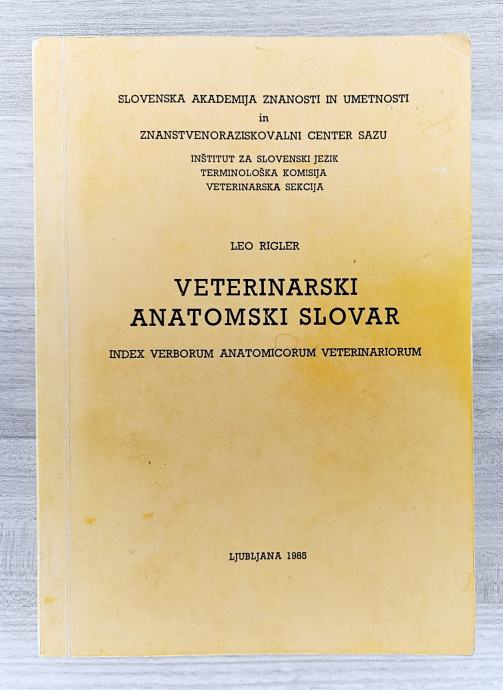 SLOVENSKA AKADEMIJA ZNANOSTI IN UMETNOSTI
in
ZNANSTVENORAZISKOVALNI CENTER SAZU
INŠTITUT ZA SLOVENSKI JEZIK
TERMINOLOŠKA KOMISIJA
VETERINARSKA SEKCIJA
LEO RIGLER
VETERINARSKI
ANATOMSKI SLOVAR
INDEX VERBORUM ANATOMICORUM VETERINARIORUM
LJUBLJANA 1985